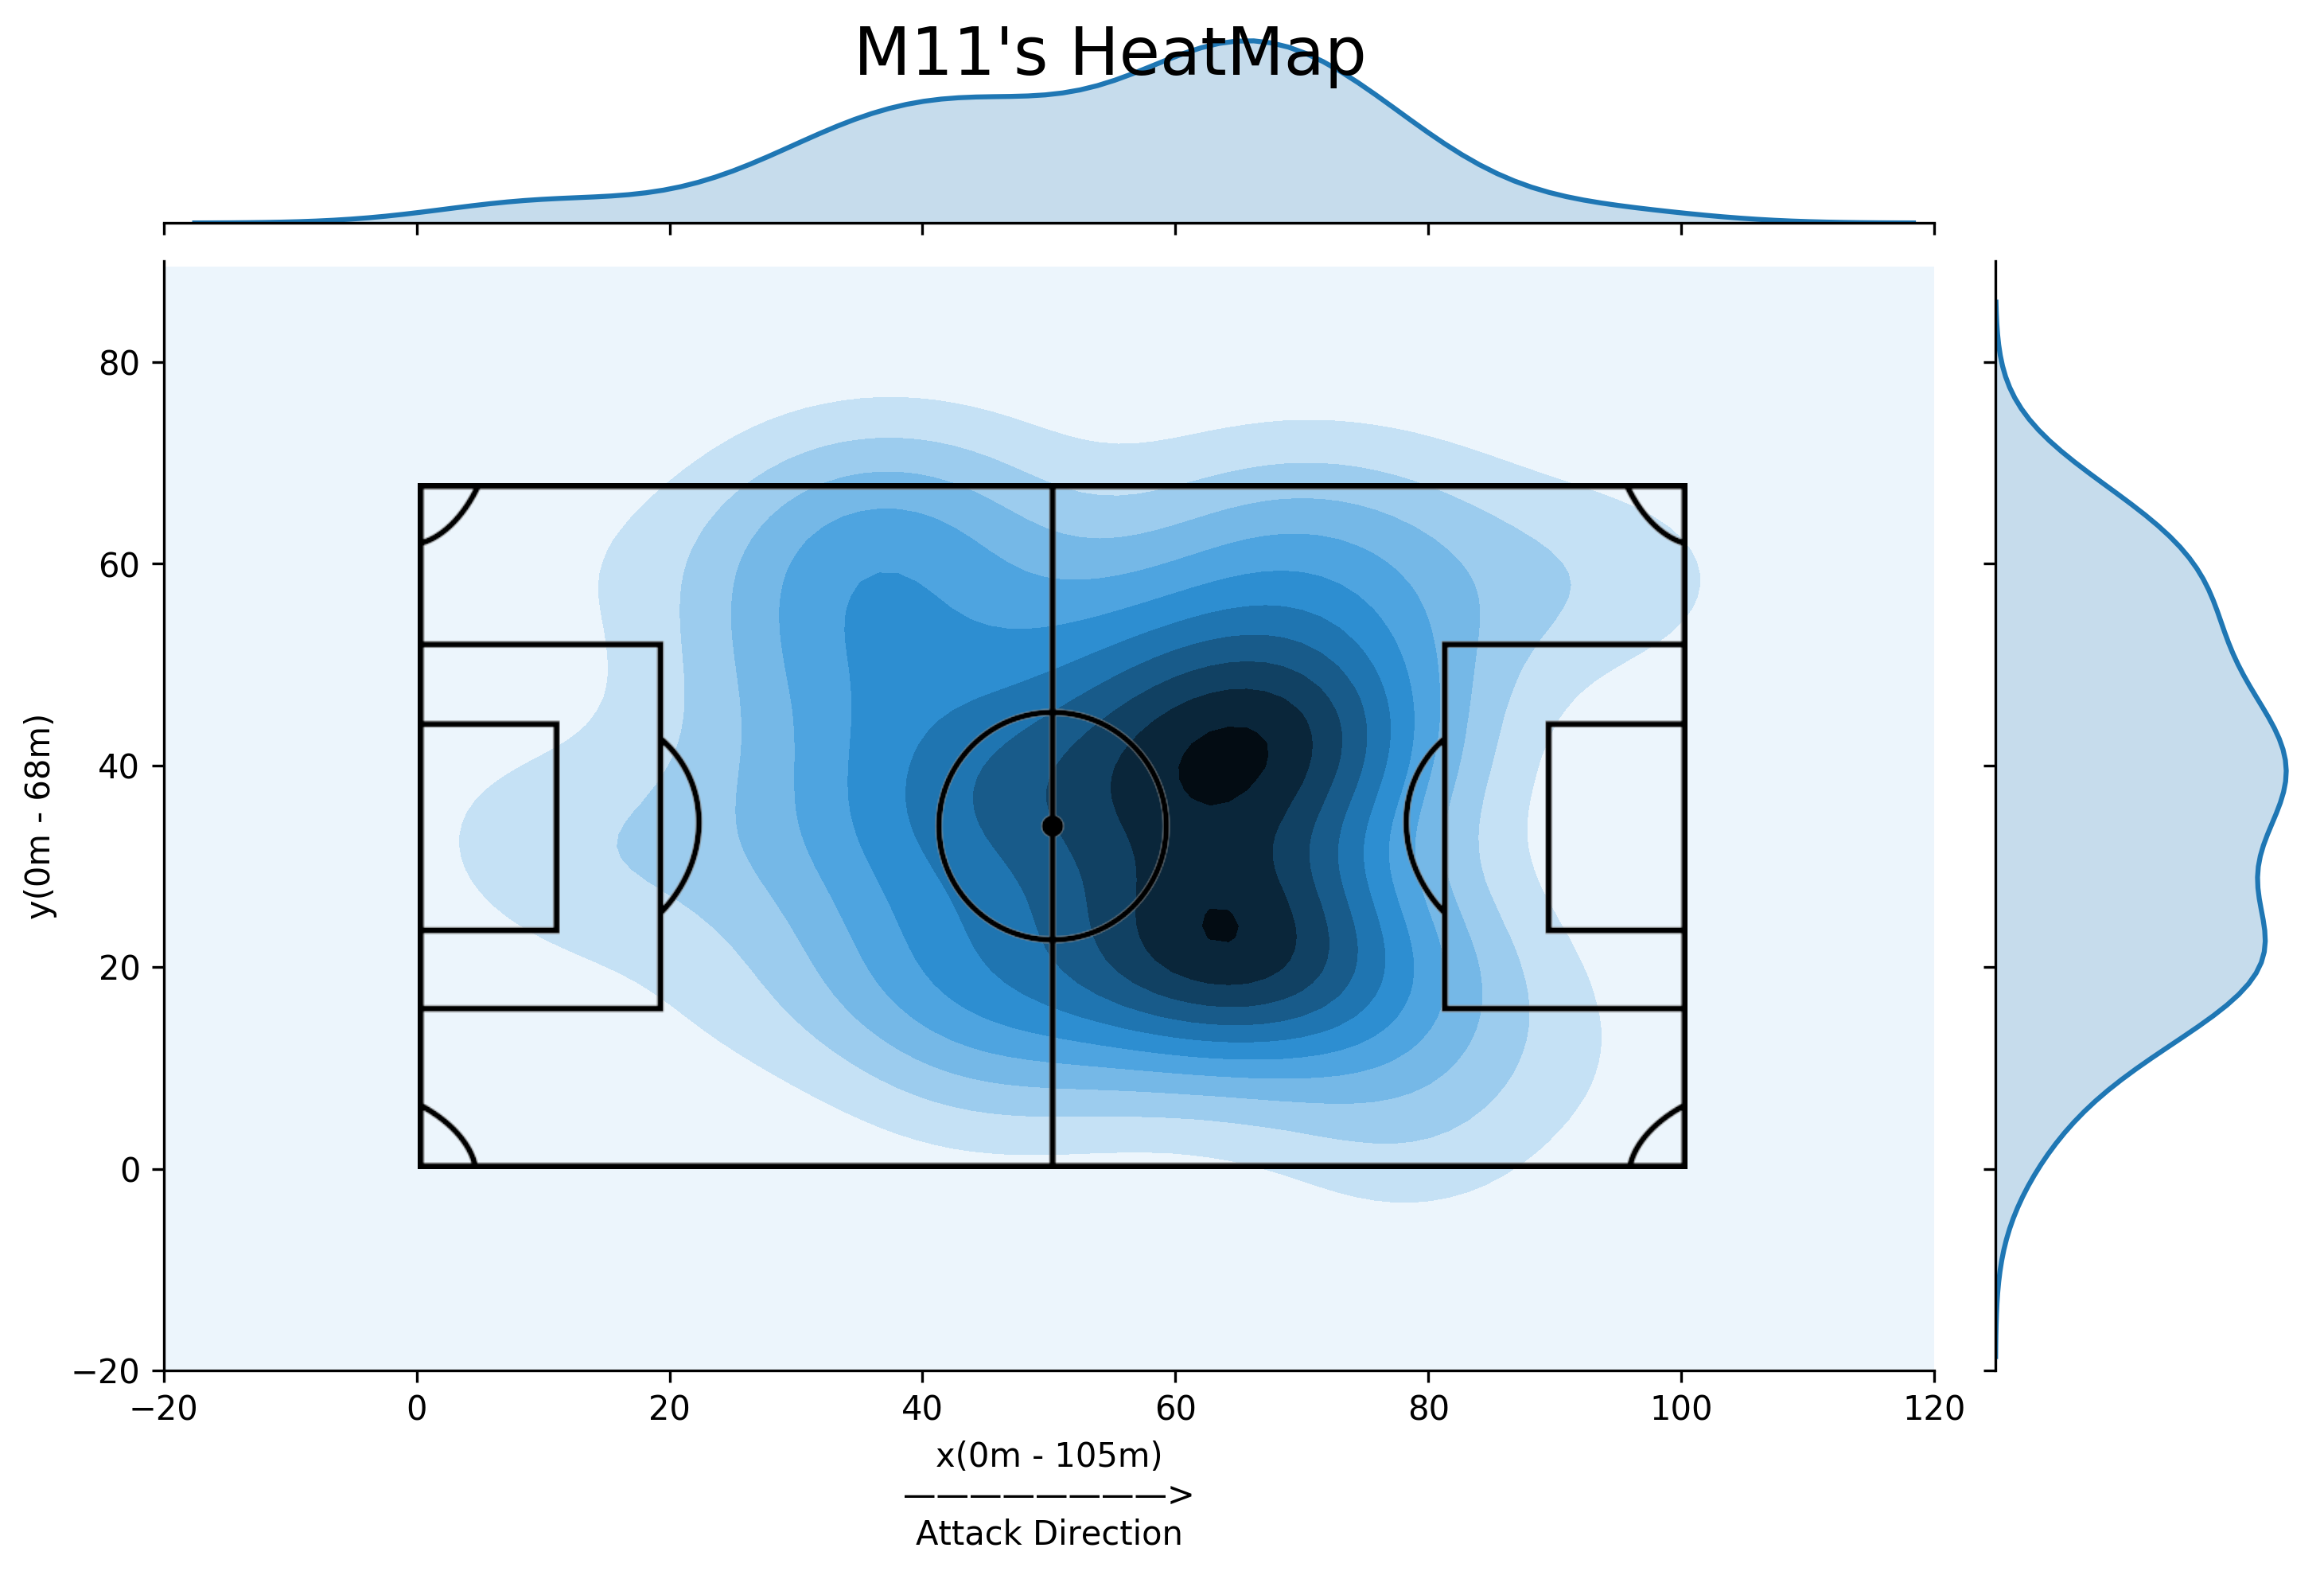 M11's HeatMap
80
60
40
20
0
−20
y(0m - 68m)
−20 0 20 40 60 80 100 120
x(0m - 105m)
————————>
Attack Direction